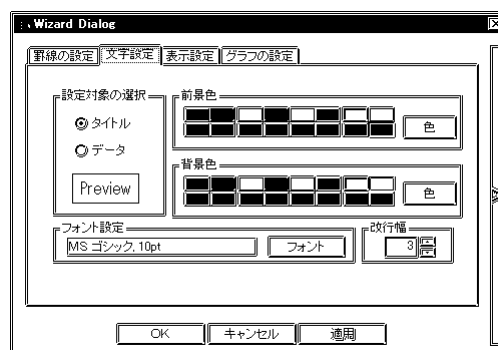 Wizard Dialog
罫線の設定 文字設定 表示設定 グラフの設定
設定対象の選択
タイトル
データ
Preview
前景色
色
背景色
色
フォント設定
MS ゴシック, 10pt
フォント
改行幅
3
OK キャンセル 適用